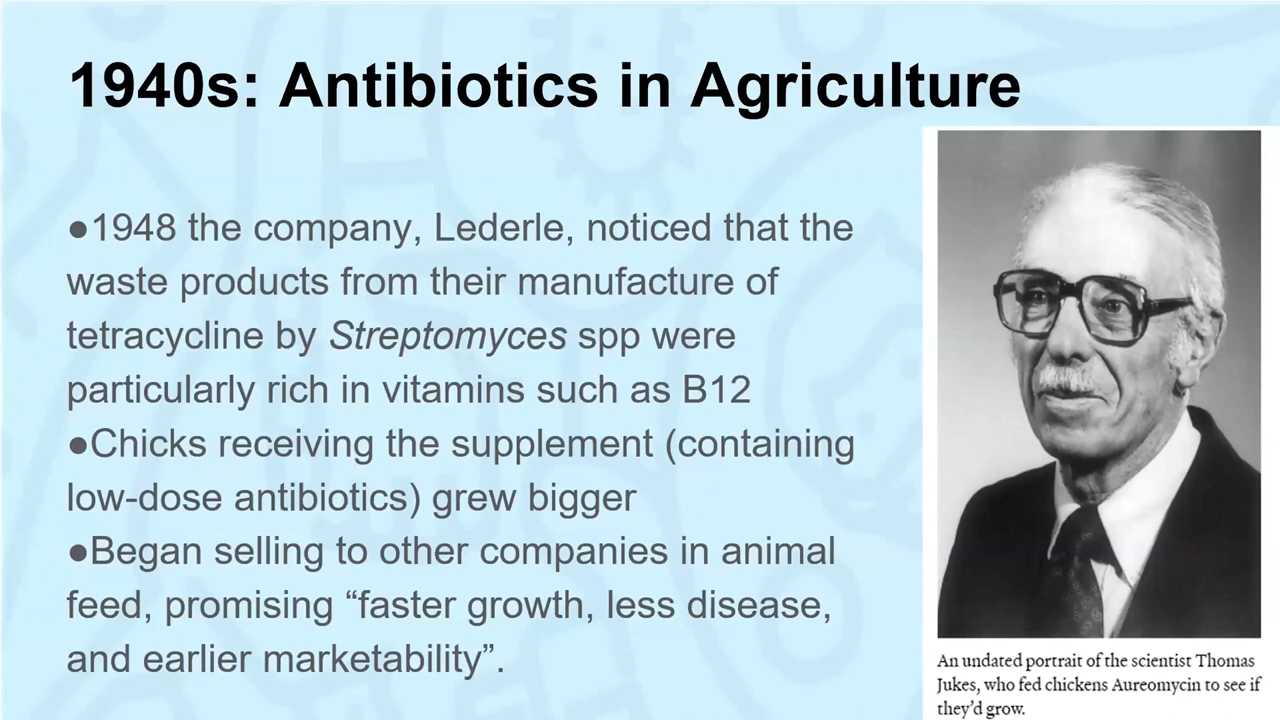 1940s: Antibiotics in Agriculture
●1948 the company, Lederle, noticed that the
waste products from their manufacture of
tetracycline by Streptomyces spp were
particularly rich in vitamins such as B12
●Chicks receiving the supplement (containing
low-dose antibiotics) grew bigger
●Began selling to other companies in animal
feed, promising “faster growth, less disease,
and earlier marketability”.
An undated portrait of the scientist Thomas
Jukes, who fed chickens Aureomycin to see if
they’d grow.